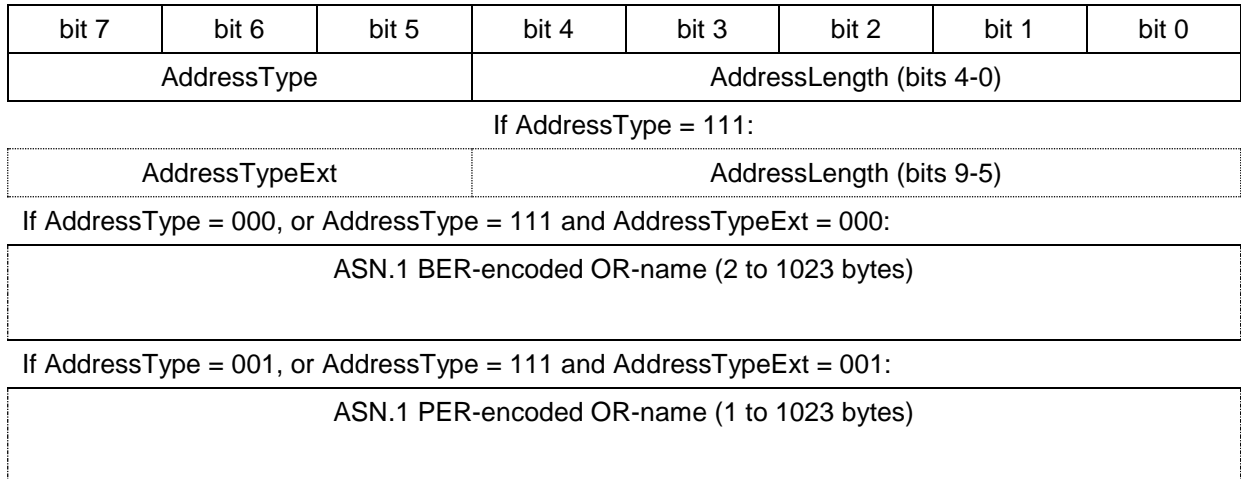 bit 7 bit 6 bit 5 bit 4 bit 3 bit 2 bit 1 bit 0
AddressType AddressLength (bits 4-0)
If AddressType = 111:
AddressTypeExt AddressLength (bits 9-5)
If AddressType = 000, or AddressType = 111 and AddressTypeExt = 000:
ASN.1 BER-encoded OR-name (2 to 1023 bytes)
If AddressType = 001, or AddressType = 111 and AddressTypeExt = 001:
ASN.1 PER-encoded OR-name (1 to 1023 bytes)